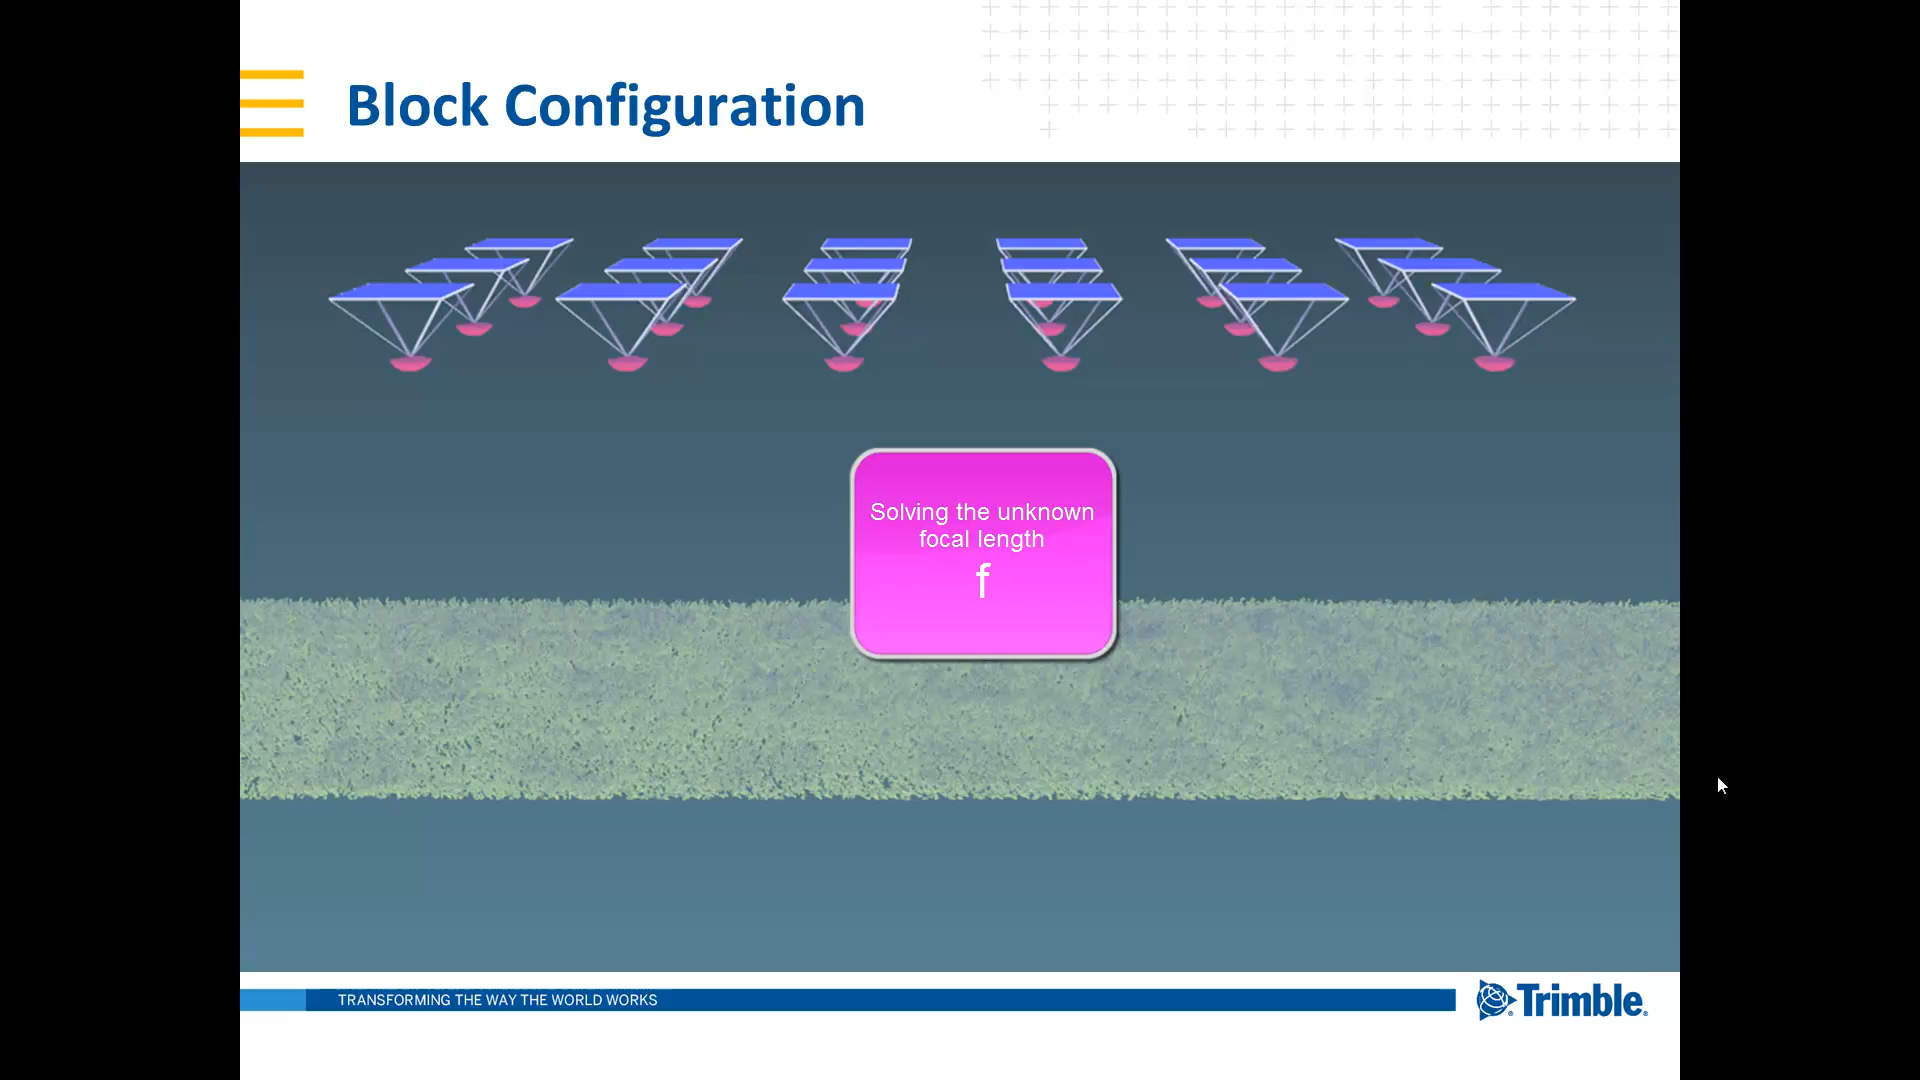 Block Configuration
Solving the unknown
focal length
f
TRANSFORMING THE WAY THE WORLD WORKS
Trimble